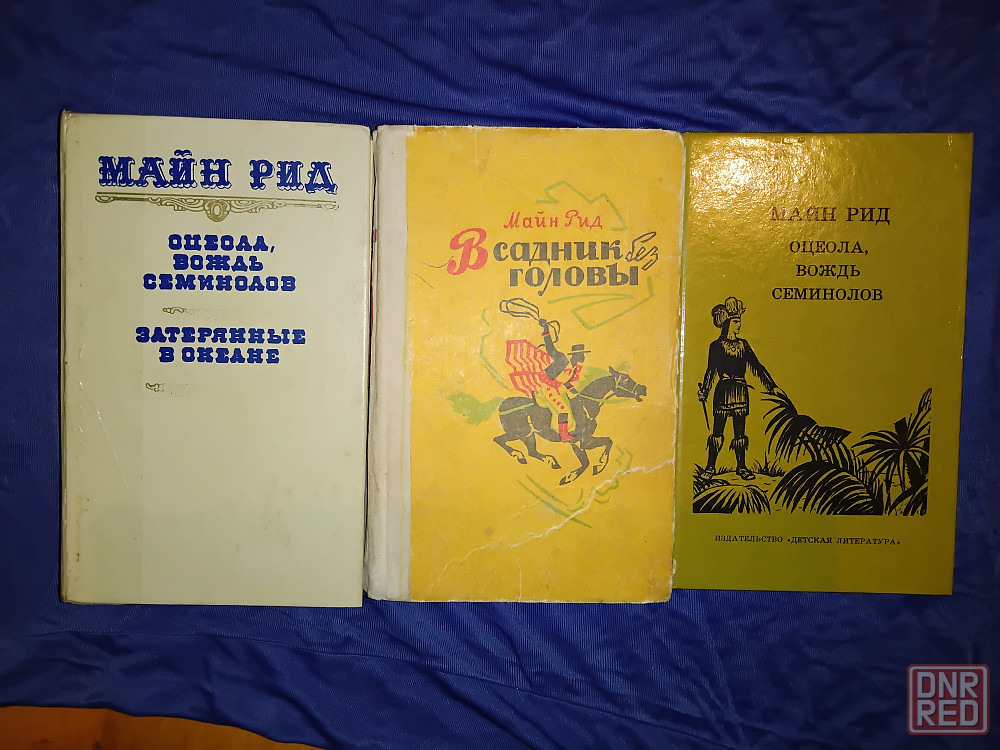 МАЙН РИД
ОЦЕОЛА,
ВОЖДЬ
СЕМИНОЛОВ
ЗАТЕРЯННЫЕ
В ОКЕАНЕ
Майн Рид
Всадник без
головы
МАЙН РИД
ОЦЕОЛА,
ВОЖДЬ
СЕМИНОЛОВ
ИЗДАТЕЛЬСТВО «ДЕТСКАЯ ЛИТЕРАТУРА»
DNR
RED